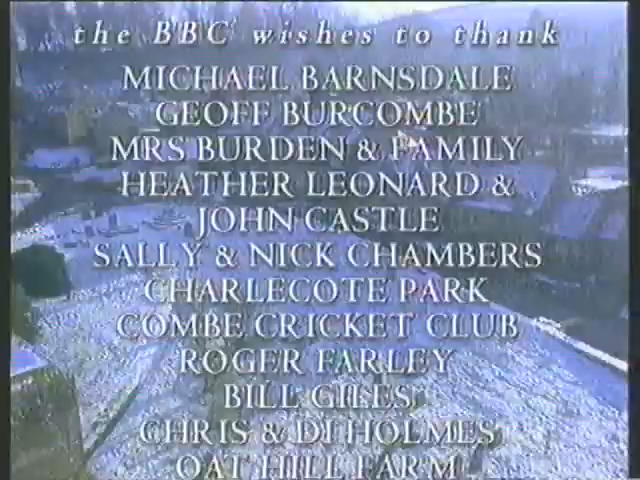 the BBC wishes to thank
MICHAEL BARNSDALE
GEOFF BURCOMBE
MRS BURDEN & FAMILY
HEATHER LEONARD &
JOHN CASTLE
SALLY & NICK CHAMBERS
CHARLECOTE PARK
COMBE CRICKET CLUB
ROGER FARLEY
BILL GILES
CHRIS & DI HOLMES
OAT HILL FARM